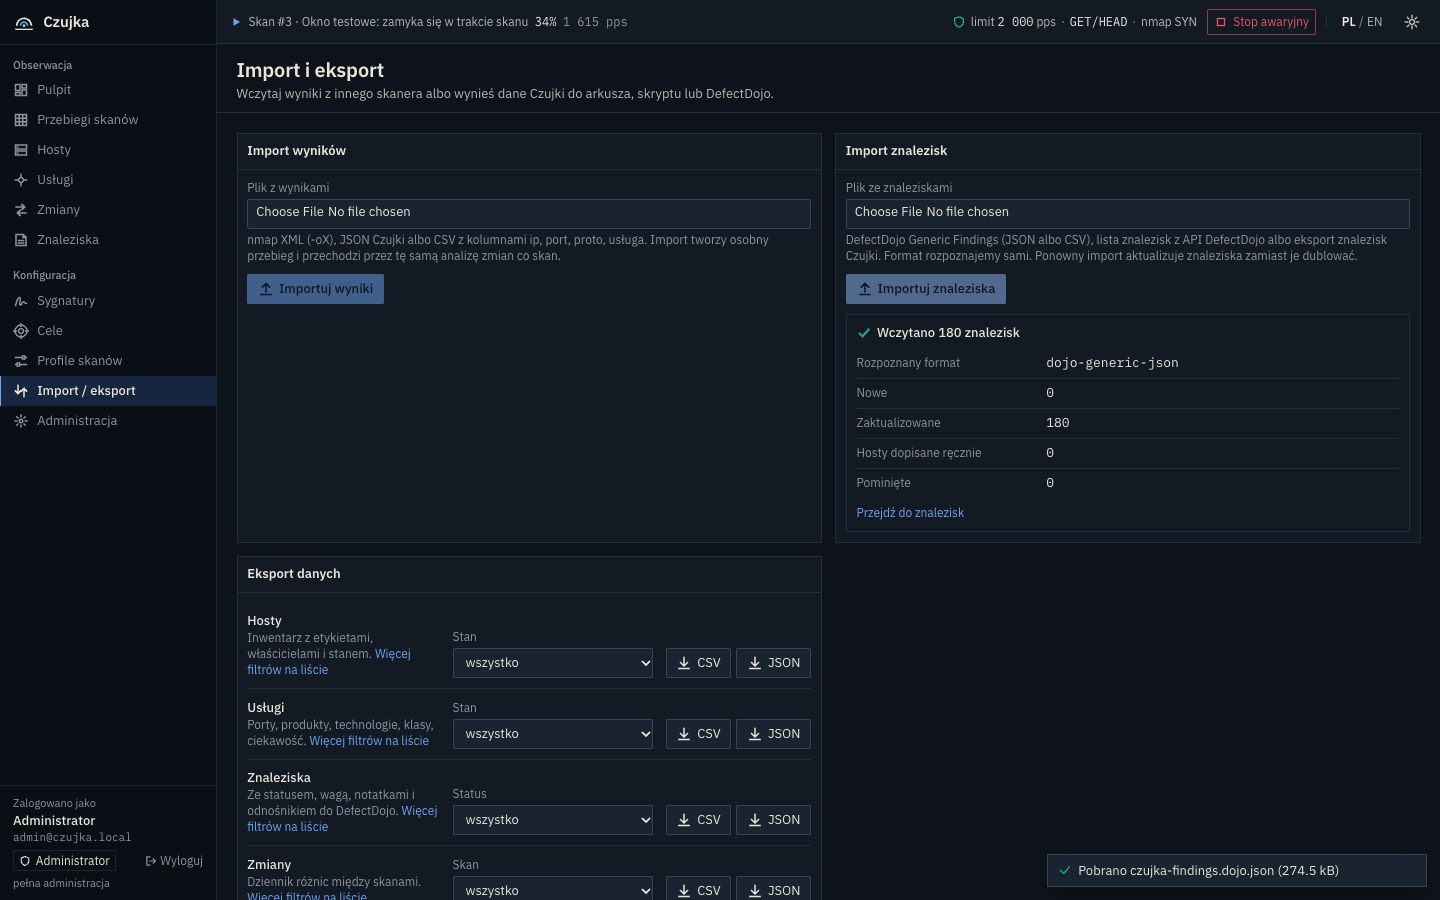 Czujka
Skan #3 · Okno testowe: zamyka się w trakcie skanu 34% 1 615 pps
limit 2 000 pps · GET/HEAD · nmap SYN
Stop awaryjny
PL / EN
Obserwacja
Pulpit
Przebiegi skanów
Hosty
Usługi
Zmiany
Znaleziska
Konfiguracja
Sygnatury
Cele
Profile skanów
Import / eksport
Administracja
Zalogowano jako
Administrator
admin@czujka.local
Administrator
Wyloguj
pełna administracja
Import i eksport
Wczytaj wyniki z innego skanera albo wynieś dane Czujki do arkusza, skryptu lub DefectDojo.
Import wyników
Plik z wynikami
Choose File No file chosen
nmap XML (-oX), JSON Czujki albo CSV z kolumnami ip, port, proto, usługa. Import tworzy osobny
przebieg i przechodzi przez tę samą analizę zmian co skan.
Importuj wyniki
Import znalezisk
Plik ze znaleziskami
Choose File No file chosen
DefectDojo Generic Findings (JSON albo CSV), lista znalezisk z API DefectDojo albo eksport znalezisk
Czujki. Format rozpoznajemy sami. Ponowny import aktualizuje znaleziska zamiast je dublować.
Importuj znaleziska
Wczytano 180 znalezisk
Rozpoznany format dojo-generic-json
Nowe 0
Zaktualizowane 180
Hosty dopisane ręcznie 0
Pominięte 0
Przejdź do znalezisk
Eksport danych
Hosty
Inwentarz z etykietami,
właścicielami i stanem. Więcej
filtrów na liście
Stan
wszystko
CSV
JSON
Usługi
Porty, produkty, technologie, klasy,
ciekawość. Więcej filtrów na liście
Stan
wszystko
CSV
JSON
Znaleziska
Ze statusem, wagą, notatkami i
odnośnikiem do DefectDojo. Więcej
filtrów na liście
Status
wszystko
CSV
JSON
Zmiany
Dziennik różnic między skanami.
Więcej filtrów na liście
Skan
wszystko
CSV
JSON
Pobrano czujka-findings.dojo.json (274.5 kB)